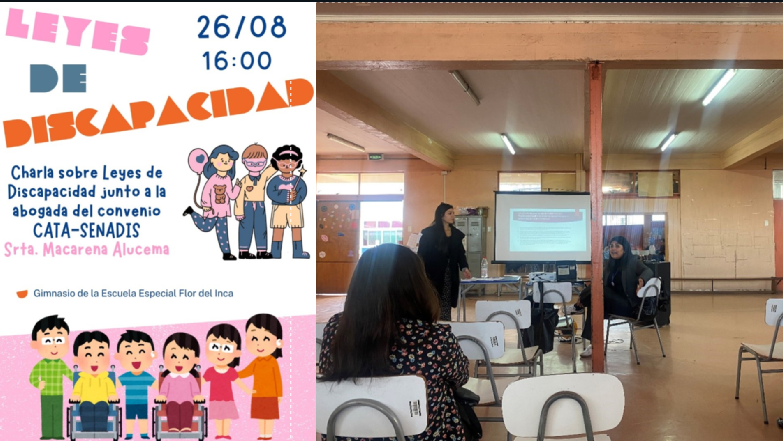 LEYES
DE
DISCAPACIDAD
26/08
16:00
Charla sobre Leyes de
Discapacidad junto a la
abogada del convenio
CATA-SENADIS
Srta. Macarena Alucema
Gimnasio de la Escuela Especial Flor del Inca